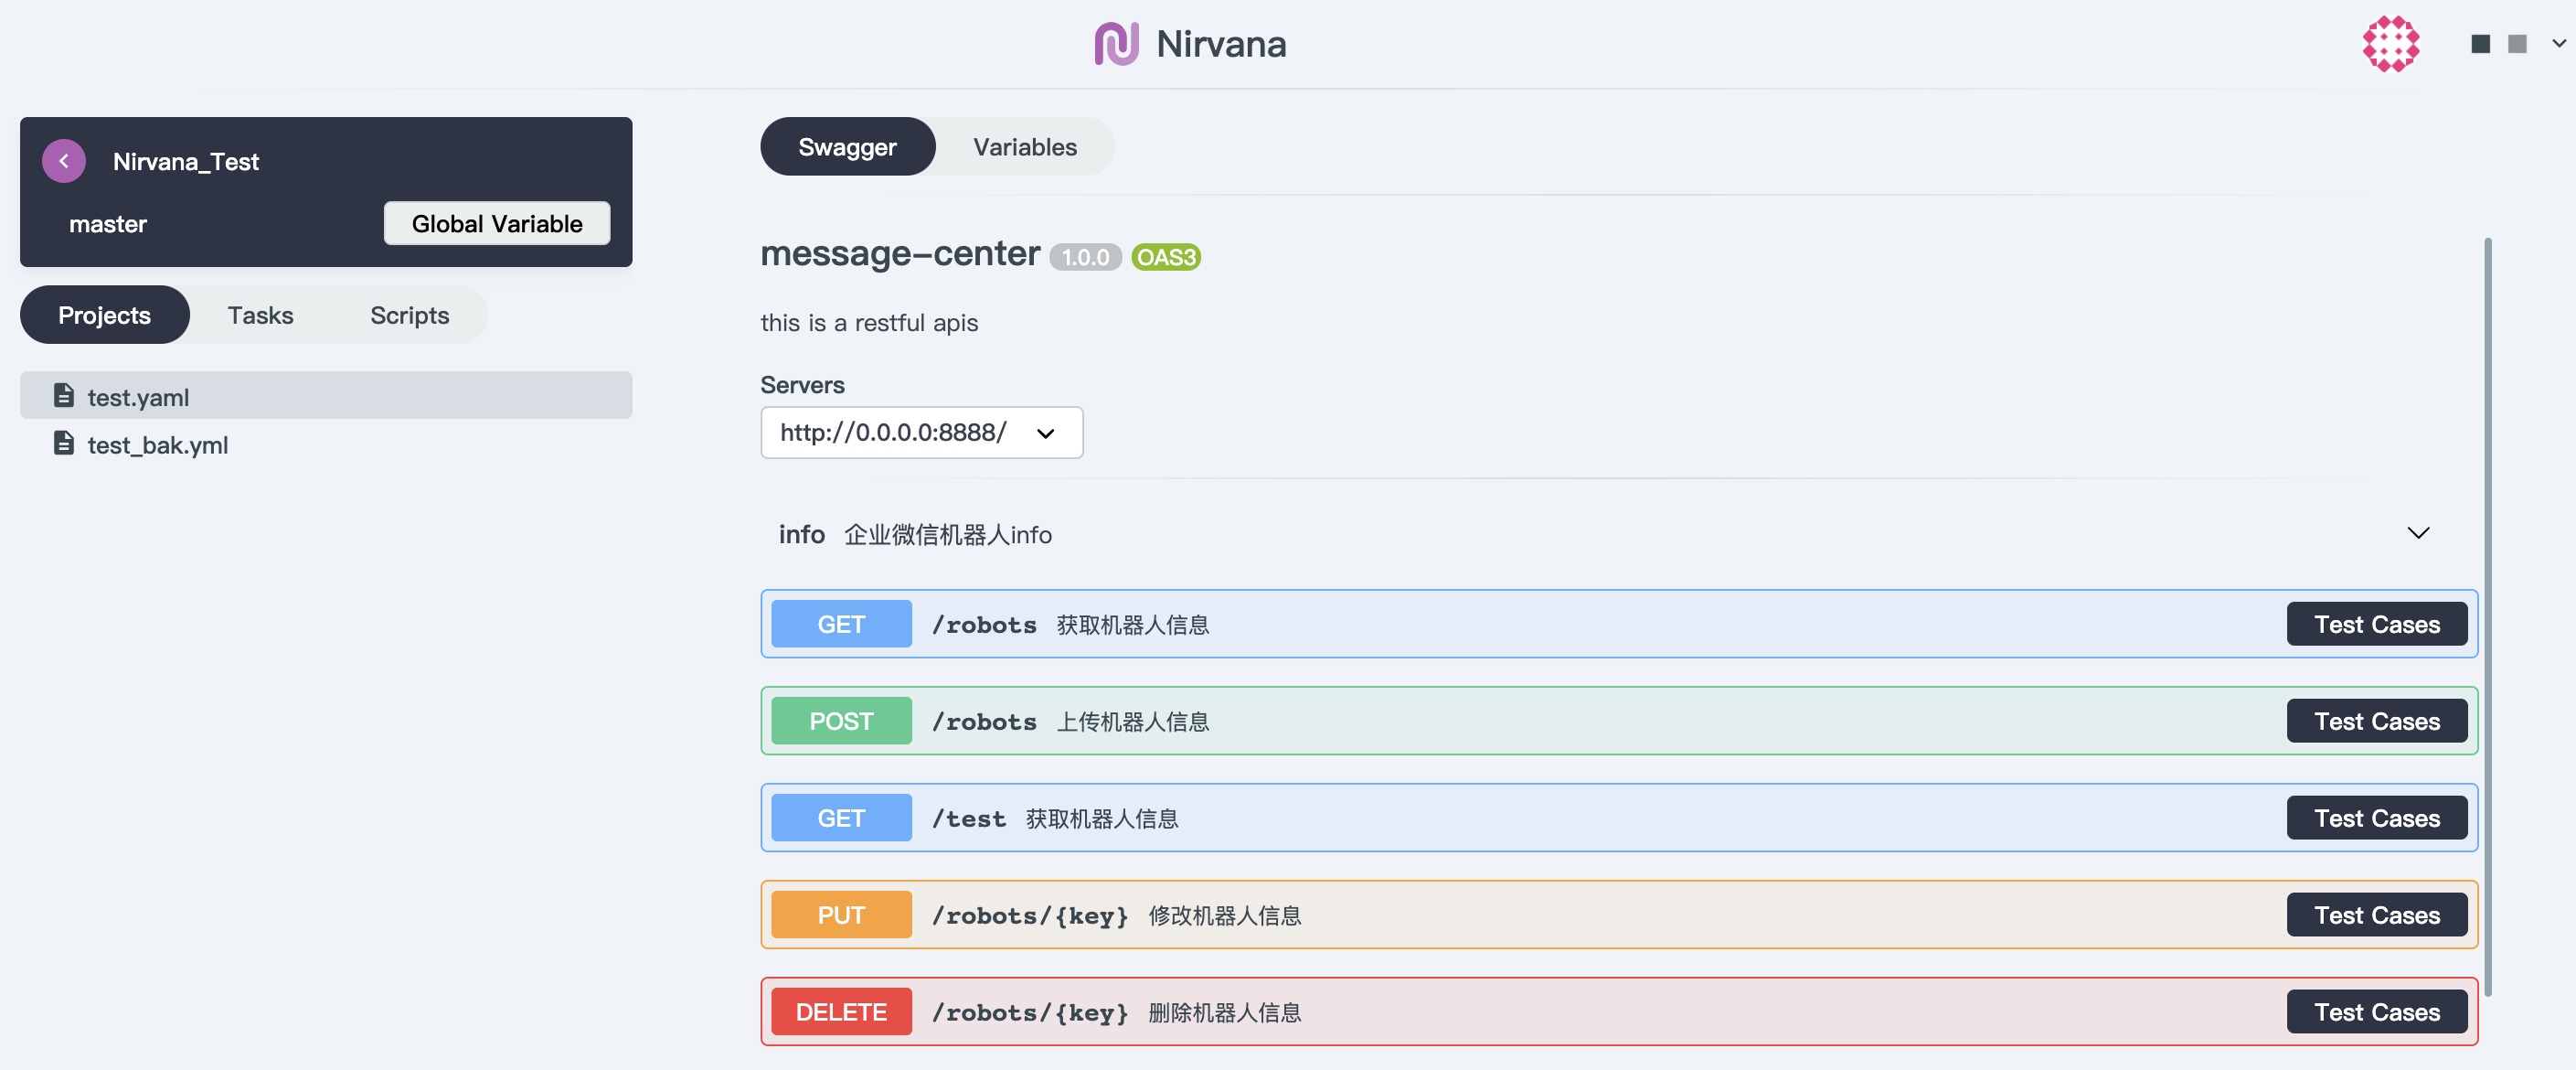 Nirvana
Nirvana_Test
master
Global Variable
Projects
Tasks
Scripts
test.yaml
test_bak.yml
Swagger
Variables
message-center 1.0.0 OAS3
this is a restful apis
Servers
http://0.0.0.0:8888/
info 企业微信机器人info
GET /robots 获取机器人信息 Test Cases
POST /robots 上传机器人信息 Test Cases
GET /test 获取机器人信息 Test Cases
PUT /robots/{key} 修改机器人信息 Test Cases
DELETE /robots/{key} 删除机器人信息 Test Cases